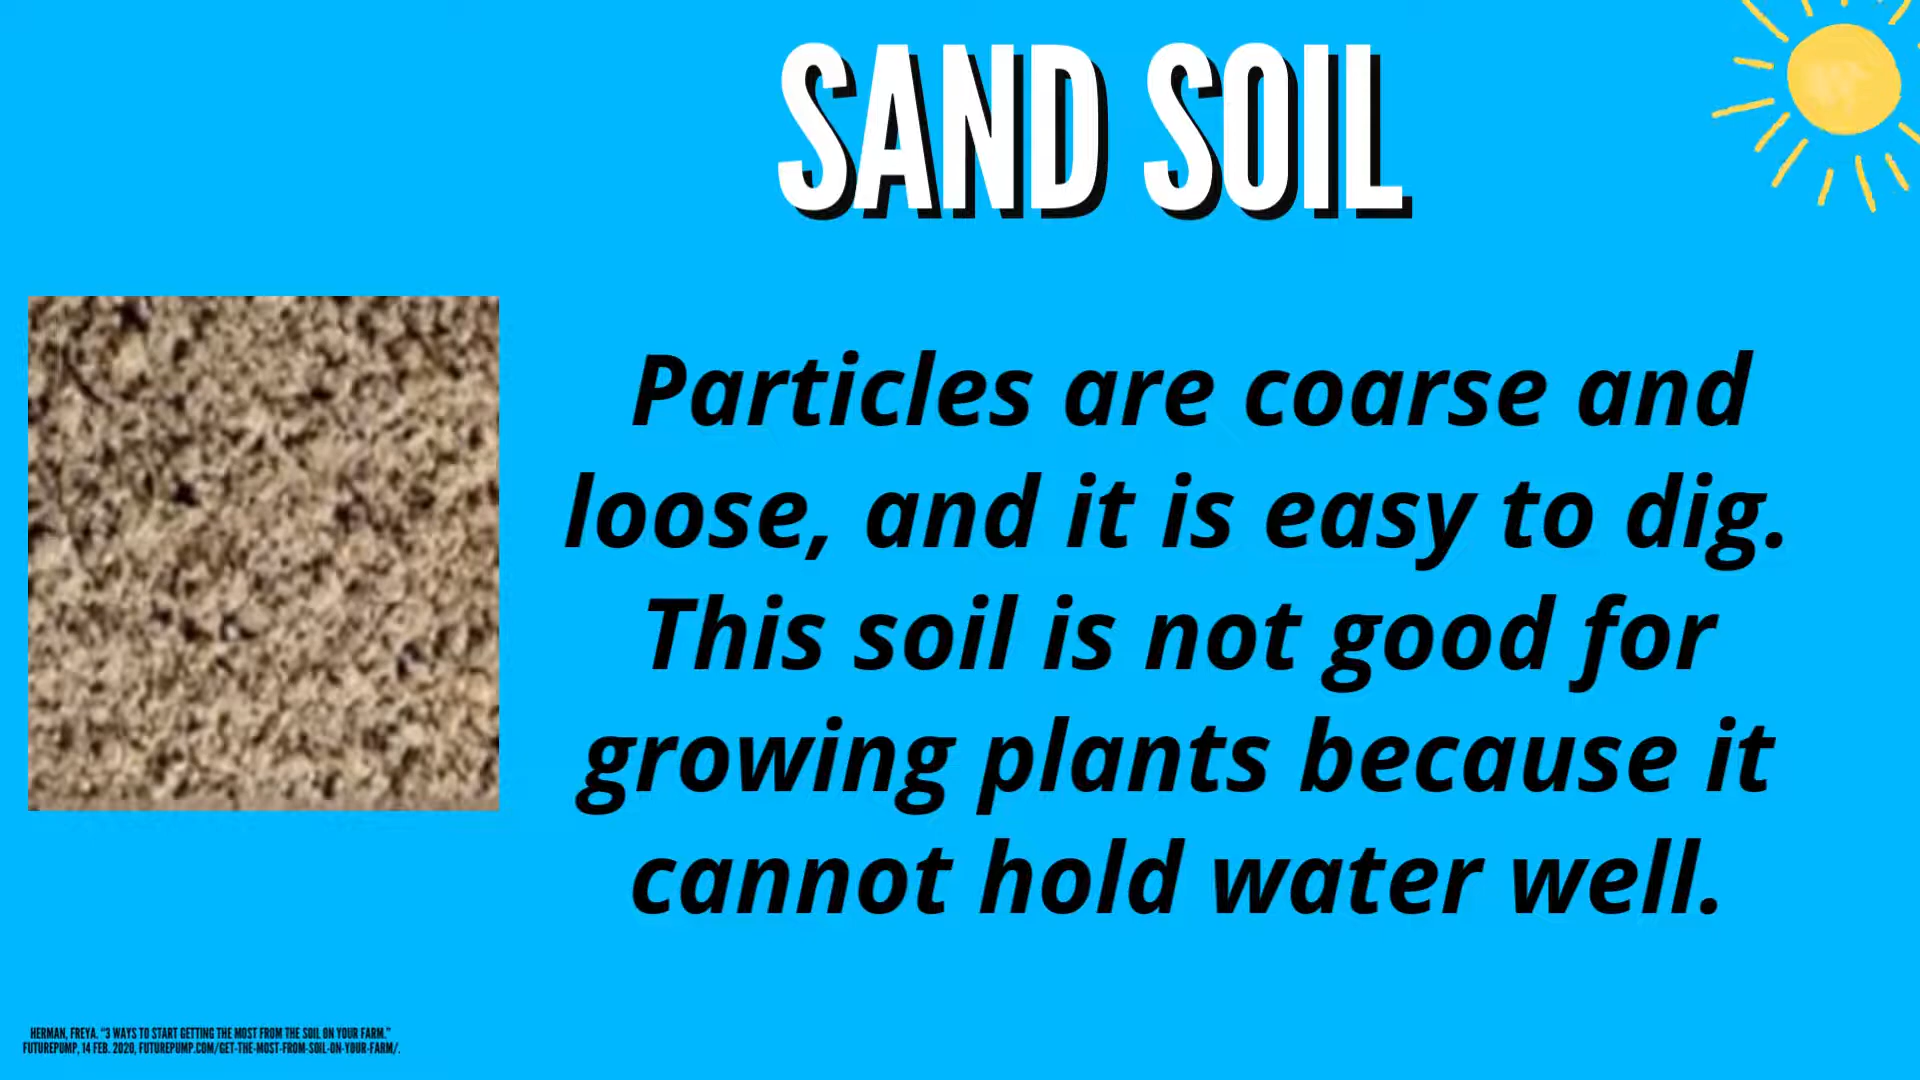 SAND SOIL
Particles are coarse and
loose, and it is easy to dig.
This soil is not good for
growing plants because it
cannot hold water well.
HERMAN, FREYA. “3 WAYS TO START GETTING THE MOST FROM THE SOIL ON YOUR FARM.”
FUTUREPUMP, 14 FEB. 2020, FUTUREPUMP.COM/GET-THE-MOST-FROM-SOIL-ON-YOUR-FARM/.